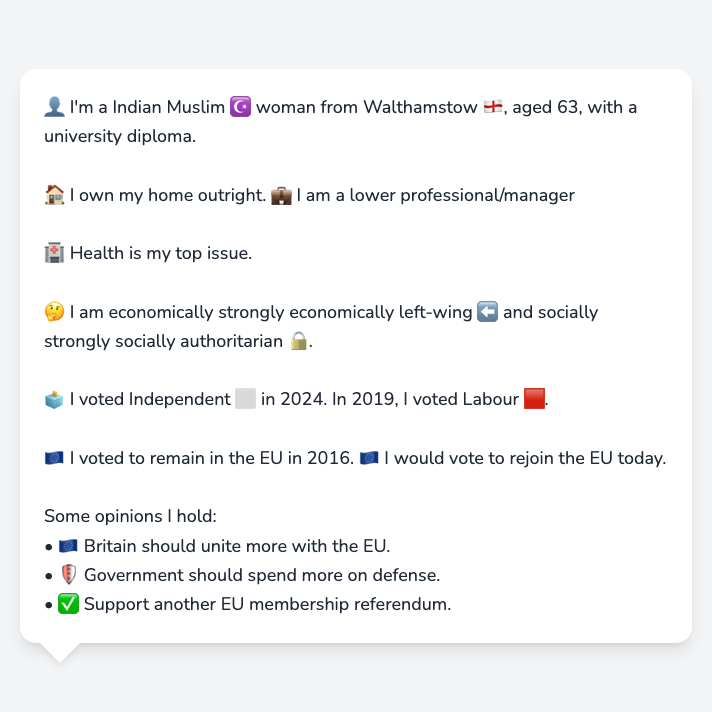 👤 I'm a Indian Muslim ☪️ woman from Walthamstow 🏴󠁧󠁢󠁥󠁮󠁧󠁿, aged 63, with a
university diploma.
🏠 I own my home outright. 💼 I am a lower professional/manager
🏥 Health is my top issue.
🤔 I am economically strongly economically left-wing ⬅️ and socially
strongly socially authoritarian 🔒.
🗳️ I voted Independent ⬜ in 2024. In 2019, I voted Labour 🟥.
🇪🇺 I voted to remain in the EU in 2016. 🇪🇺 I would vote to rejoin the EU today.
Some opinions I hold:
• 🇪🇺 Britain should unite more with the EU.
• 🛡️ Government should spend more on defense.
• ✅ Support another EU membership referendum.